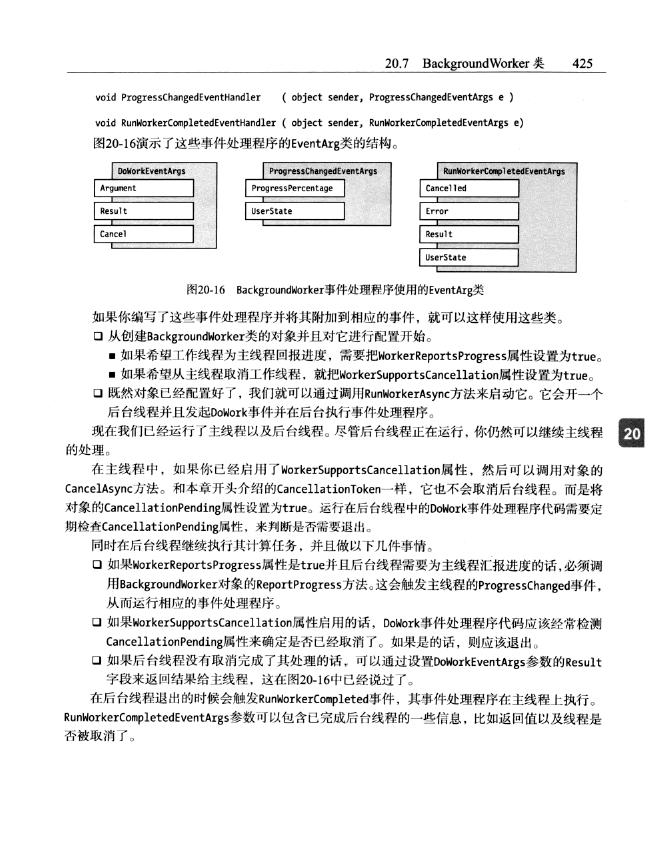 20.7 BackgroundWorker 类 425
void ProgressChangedEventHandler ( object sender, ProgressChangedEventArgs e )
void RunWorkerCompletedEventHandler ( object sender, RunWorkerCompletedEventArgs e)
图20-16演示了这些事件处理程序的EventArg类的结构。
DoWorkEventArgs
Argument
Result
Cancel
ProgressChangedEventArgs
ProgressPercentage
UserState
RunWorkerCompletedEventArgs
Cancelled
Error
Result
UserState
图20-16 BackgroundWorker事件处理程序使用的EventArg类
如果你编写了这些事件处理程序并将其附加到相应的事件，就可以这样使用这些类。
❑ 从创建BackgroundWorker类的对象并且对它进行配置开始。
■ 如果希望工作线程为主线程回报进度，需要把WorkerReportsProgress属性设置为true。
■ 如果希望从主线程取消工作线程，就把WorkerSupportsCancellation属性设置为true。
❑ 既然对象已经配置好了，我们就可以通过调用RunWorkerAsync方法来启动它。它会开一个
后台线程并且发起DoWork事件并在后台执行事件处理程序。
现在我们已经运行了主线程以及后台线程。尽管后台线程正在运行，你仍然可以继续主线程
的处理。
20
在主线程中，如果你已经启用了WorkerSupportsCancellation属性，然后可以调用对象的
CancelAsync方法。和本章开头介绍的CancellationToken一样，它也不会取消后台线程。而是将
对象的CancellationPending属性设置为true。运行在后台线程中的DoWork事件处理程序代码需要定
期检查CancellationPending属性，来判断是否需要退出。
同时在后台线程继续执行其计算任务，并且做以下几件事情。
❑ 如果WorkerReportsProgress属性是true并且后台线程需要为主线程汇报进度的话，必须调
用BackgroundWorker对象的ReportProgress方法。这会触发主线程的ProgressChanged事件，
从而运行相应的事件处理程序。
❑ 如果WorkerSupportsCancellation属性启用的话，DoWork事件处理程序代码应该经常检测
CancellationPending属性来确定是否已经取消了。如果是的话，则应该退出。
❑ 如果后台线程没有取消完成了其处理的话，可以通过设置DoWorkEventArgs参数的Result
字段来返回结果给主线程，这在图20-16中已经说过了。
在后台线程退出的时候会触发RunWorkerCompleted事件，其事件处理程序在主线程上执行。
RunWorkerCompletedEventArgs参数可以包含已完成后台线程的一些信息，比如返回值以及线程是
否被取消了。